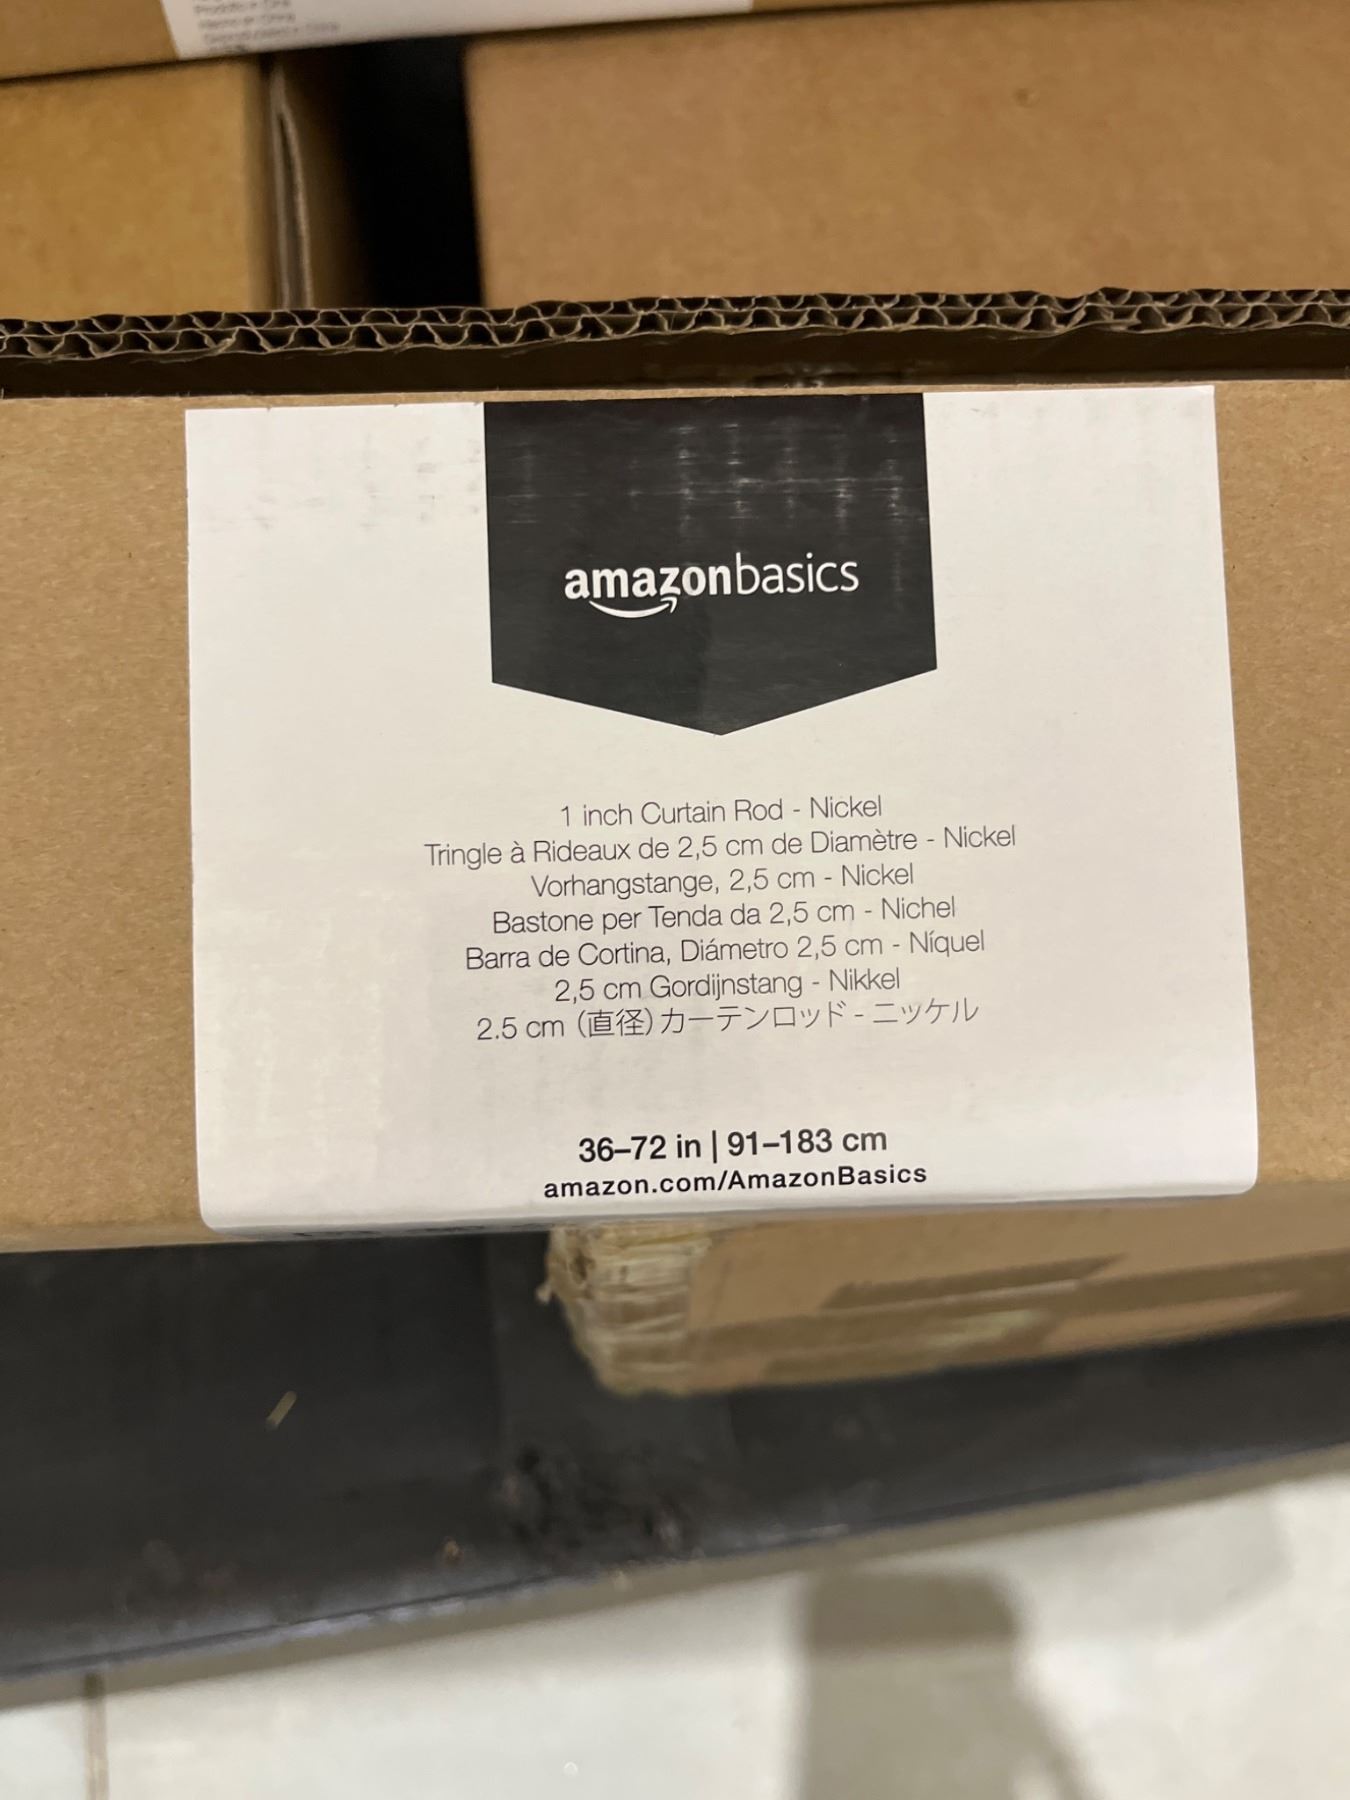 amazonbasics
1 inch Curtain Rod - Nickel
Tringle à Rideaux de 2,5 cm de Diamètre - Nickel
Vorhangstange, 2,5 cm - Nickel
Bastone per Tenda da 2,5 cm - Nichel
Barra de Cortina, Diámetro 2,5 cm - Níquel
2,5 cm Gordijnstang - Nikkel
2.5 cm (直径)カーテンロッド - ニッケル
36–72 in | 91–183 cm
amazon.com/AmazonBasics